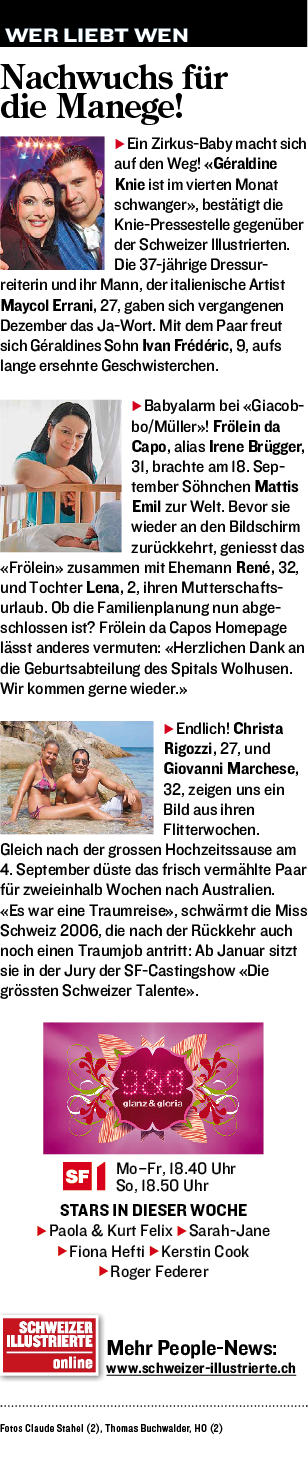 WER LIEBT WEN
Nachwuchs für
die Manege!
▶Ein Zirkus-Baby macht sich
auf den Weg! «Géraldine
Knie ist im vierten Monat
schwanger», bestätigt die
Knie-Pressestelle gegenüber
der Schweizer Illustrierten.
Die 37-jährige Dressur-
reiterin und ihr Mann, der italienische Artist
Maycol Errani, 27, gaben sich vergangenen
Dezember das Ja-Wort. Mit dem Paar freut
sich Géraldines Sohn Ivan Frédéric, 9, aufs
lange ersehnte Geschwisterchen.
▶Babyalarm bei «Giacob-
bo/Müller»! Frölein da
Capo, alias Irene Brügger,
31, brachte am 18. Sep-
tember Söhnchen Mattis
Emil zur Welt. Bevor sie
wieder an den Bildschirm
zurückkehrt, geniesst das
«Frölein» zusammen mit Ehemann René, 32,
und Tochter Lena, 2, ihren Mutterschafts-
urlaub. Ob die Familienplanung nun abge-
schlossen ist? Frölein da Capos Homepage
lässt anderes vermuten: «Herzlichen Dank an
die Geburtsabteilung des Spitals Wolhusen.
Wir kommen gerne wieder.»
▶Endlich! Christa
Rigozzi, 27, und
Giovanni Marchese,
32, zeigen uns ein
Bild aus ihren
Flitterwochen.
Gleich nach der grossen Hochzeitssause am
4. September düste das frisch vermählte Paar
für zweieinhalb Wochen nach Australien.
«Es war eine Traumreise», schwärmt die Miss
Schweiz 2006, die nach der Rückkehr auch
noch einen Traumjob antritt: Ab Januar sitzt
sie in der Jury der SF-Castingshow «Die
grössten Schweizer Talente».
g&g
glanz & gloria
SF 1
Mo–Fr, 18.40 Uhr
So, 18.50 Uhr
STARS IN DIESER WOCHE
▶Paola & Kurt Felix ▶Sarah-Jane
▶Fiona Hefti ▶Kerstin Cook
▶Roger Federer
SCHWEIZER
ILLUSTRIERTE
online
Mehr People-News:
www.schweizer-illustrierte.ch
Fotos Claude Stahel (2), Thomas Buchwalder, HO (2)